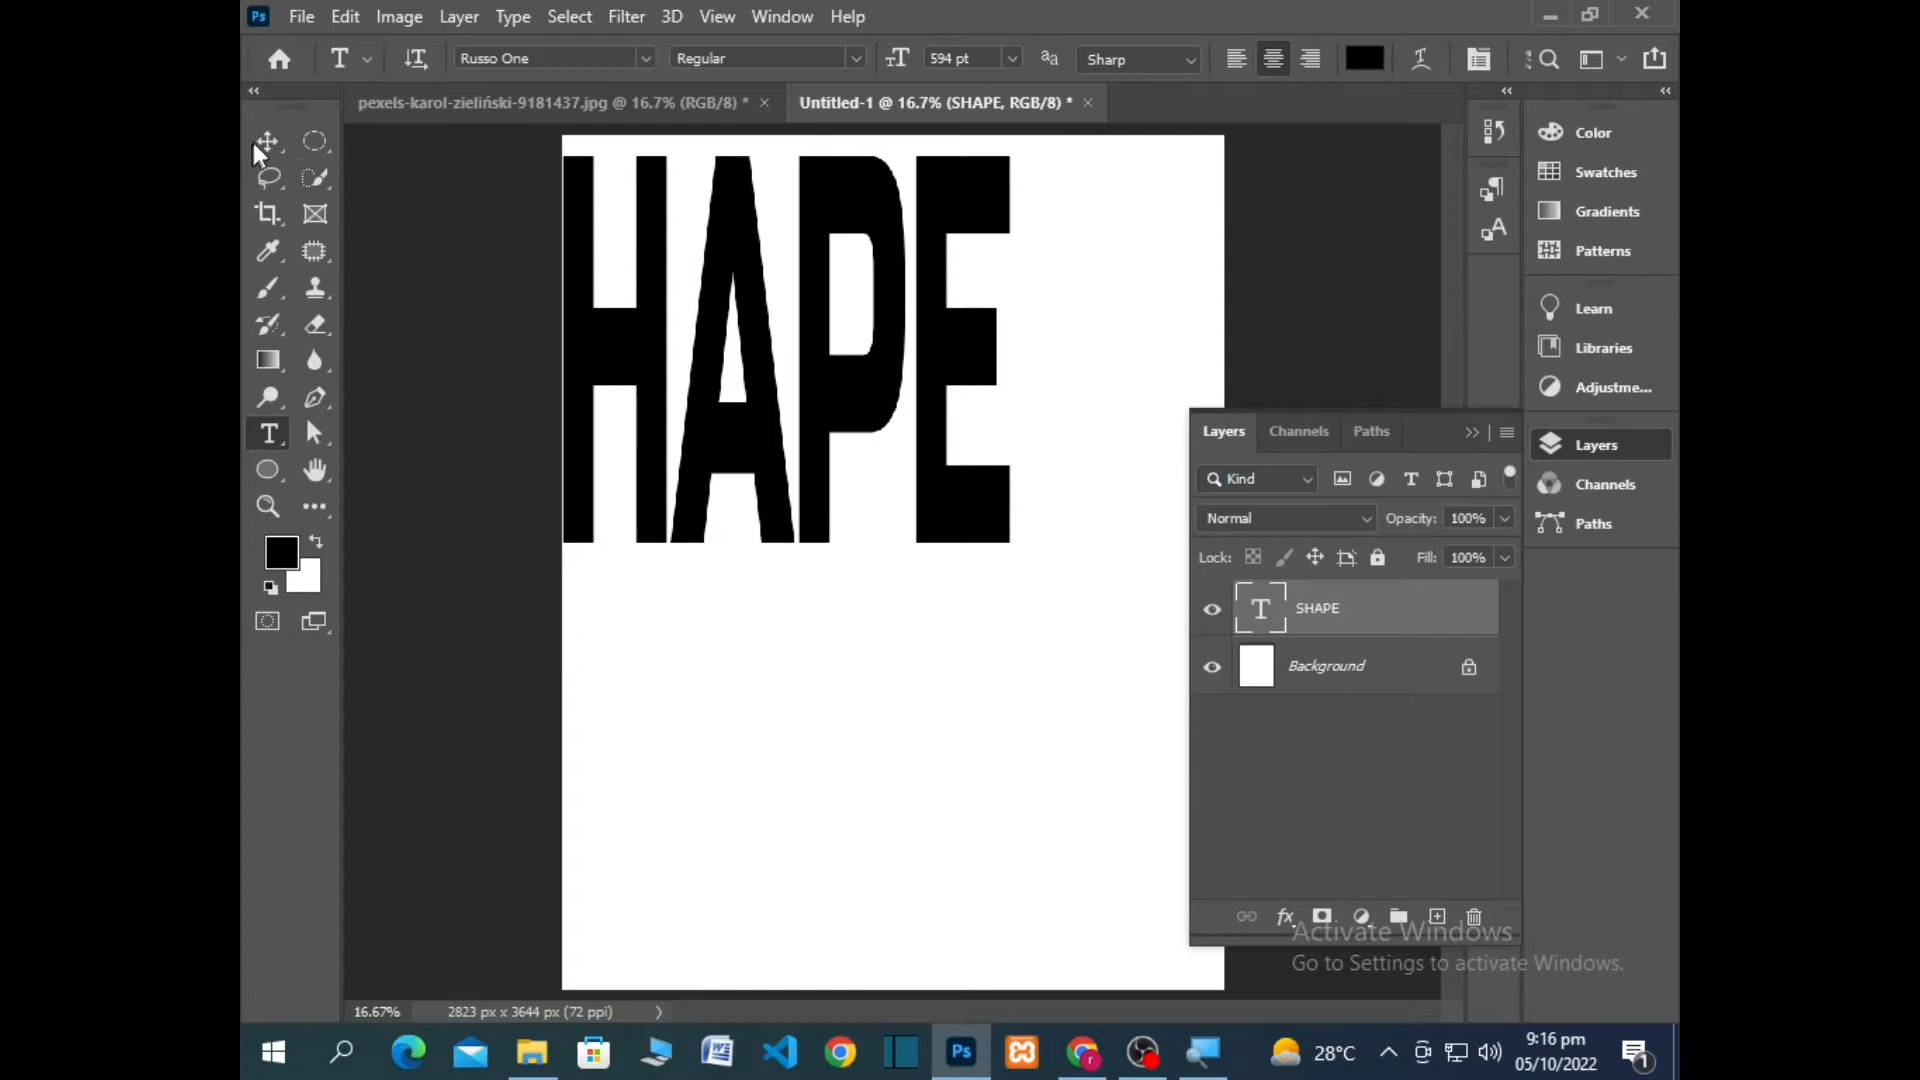 Ps File Edit Image Layer Type Select Filter 3D View Window Help
T Russo One Regular 594 pt aa Sharp
pexels-karol-zieliński-9181437.jpg @ 16.7% (RGB/8) * Untitled-1 @ 16.7% (SHAPE, RGB/8) *
HAPE
Color
Swatches
Gradients
Patterns
Learn
Libraries
Adjustme...
Layers
Channels
Paths
Layers Channels Paths
Kind
Normal Opacity: 100%
Lock: Fill: 100%
T SHAPE
Background
fx
Activate Windows
Go to Settings to activate Windows.
16.67% 2823 px x 3644 px (72 ppi)
Ps 28°C 9:16 pm
05/10/2022
1